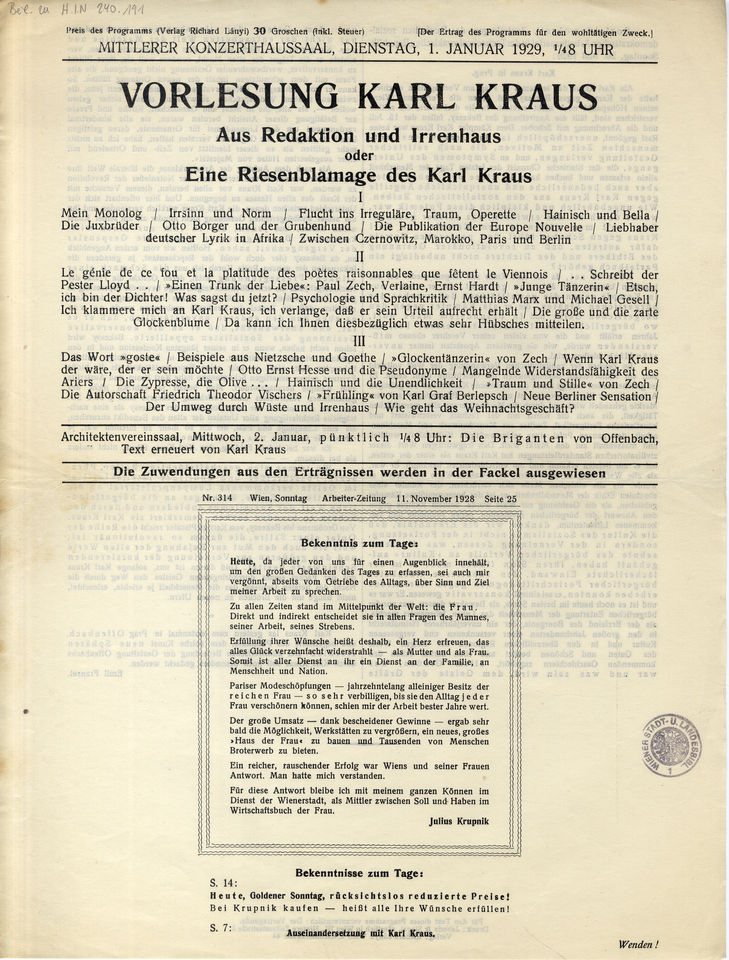 Bei. zu H.I.N 240.191
Preis des Programms (Verlag Richard Lányi) 30 Groschen (inkl. Steuer) [Der Ertrag des Programms für den wohltätigen Zweck.]
MITTLERER KONZERTHAUSSAAL, DIENSTAG, 1. JANUAR 1929, 1/48 UHR
VORLESUNG KARL KRAUS
Aus Redaktion und Irrenhaus
oder
Eine Riesenblamage des Karl Kraus
I
Mein Monolog / Irrsinn und Norm / Flucht ins Irreguläre, Traum, Operette / Hainisch und Bella /
Die Juxbrüder / Otto Borger und der Grubenhund / Die Publikation der Europe Nouvelle / Liebhaber
deutscher Lyrik in Afrika / Zwischen Czernowitz, Marokko, Paris und Berlin
II
Le génie de ce fou et la platitude des poètes raisonnables que fêtent le Viennois / . . Schreibt der
Pester Lloyd . . / »Einen Trunk der Liebe«: Paul Zech, Verlaine, Ernst Hardt / »Junge Tänzerin« / Etsch,
ich bin der Dichter! Was sagst du jetzt? / Psychologie und Sprachkritik / Matthias Marx und Michael Gesell /
Ich klammere mich an Karl Kraus, ich verlange, daß er sein Urteil aufrecht erhält / Die große und die zarte
Glockenblume / Da kann ich Ihnen diesbezüglich etwas sehr Hübsches mitteilen.
III
Das Wort »goste« / Beispiele aus Nietzsche und Goethe / »Glockentänzerin« von Zech / Wenn Karl Kraus
der wäre, der er sein möchte / Otto Ernst Hesse und die Pseudonyme / Mangelnde Widerstandsfähigkeit des
Ariers / Die Zypresse, die Olive . . . / Hainisch und die Unendlichkeit / »Traum und Stille« von Zech /
Die Autorschaft Friedrich Theodor Vischers / »Frühling« von Karl Graf Berlepsch / Neue Berliner Sensation /
Der Umweg durch Wüste und Irrenhaus / Wie geht das Weihnachtsgeschäft?
Architektenvereinssaal, Mittwoch, 2. Januar, pünktlich 1/48 Uhr: Die Briganten von Offenbach,
Text erneuert von Karl Kraus
Die Zuwendungen aus den Erträgnissen werden in der Fackel ausgewiesen
Nr. 314 Wien, Sonntag Arbeiter-Zeitung 11. November 1928 Seite 25
Bekenntnis zum Tage:
Heute, da jeder von uns für einen Augenblick innehält,
um den großen Gedanken des Tages zu erfassen, sei auch mir
vergönnt, abseits vom Getriebe des Alltags, über Sinn und Ziel
meiner Arbeit zu sprechen.
Zu allen Zeiten stand im Mittelpunkt der Welt: die Frau.
Direkt und indirekt entscheidet sie in allen Fragen des Mannes,
seiner Arbeit, seines Strebens.
Erfüllung ihrer Wünsche heißt deshalb, ein Herz erfreuen, das
alles Glück verzehnfacht widerstrahlt — als Mutter und als Frau.
Somit ist aller Dienst an ihr ein Dienst an der Familie, an
Menschheit und Nation.
Pariser Modeschöpfungen — jahrzehntelang alleiniger Besitz der
reichen Frau — so sehr verbilligen, bis sie den Alltag jeder
Frau verschönern können, schien mir der Arbeit bester Jahre wert.
Der große Umsatz — dank bescheidener Gewinne — ergab sehr
bald die Möglichkeit, Werkstätten zu vergrößern, ein neues, großes
»Haus der Frau« zu bauen und Tausenden von Menschen
Broterwerb zu bieten.
Ein reicher, rauschender Erfolg war Wiens und seiner Frauen
Antwort. Man hatte mich verstanden.
Für diese Antwort bleibe ich mit meinem ganzen Können im
Dienst der Wienerstadt, als Mittler zwischen Soll und Haben im
Wirtschaftsbuch der Frau.
Julius Krupnik
WIENER STADT- U. LANDESBIBL.
1
Bekenntnisse zum Tage:
S. 14:
Heute, Goldener Sonntag, rücksichtslos reduzierte Preise!
Bei Krupnik kaufen — heißt alle Ihre Wünsche erfüllen!
S. 7:
Auseinandersetzung mit Karl Kraus.
Wenden!